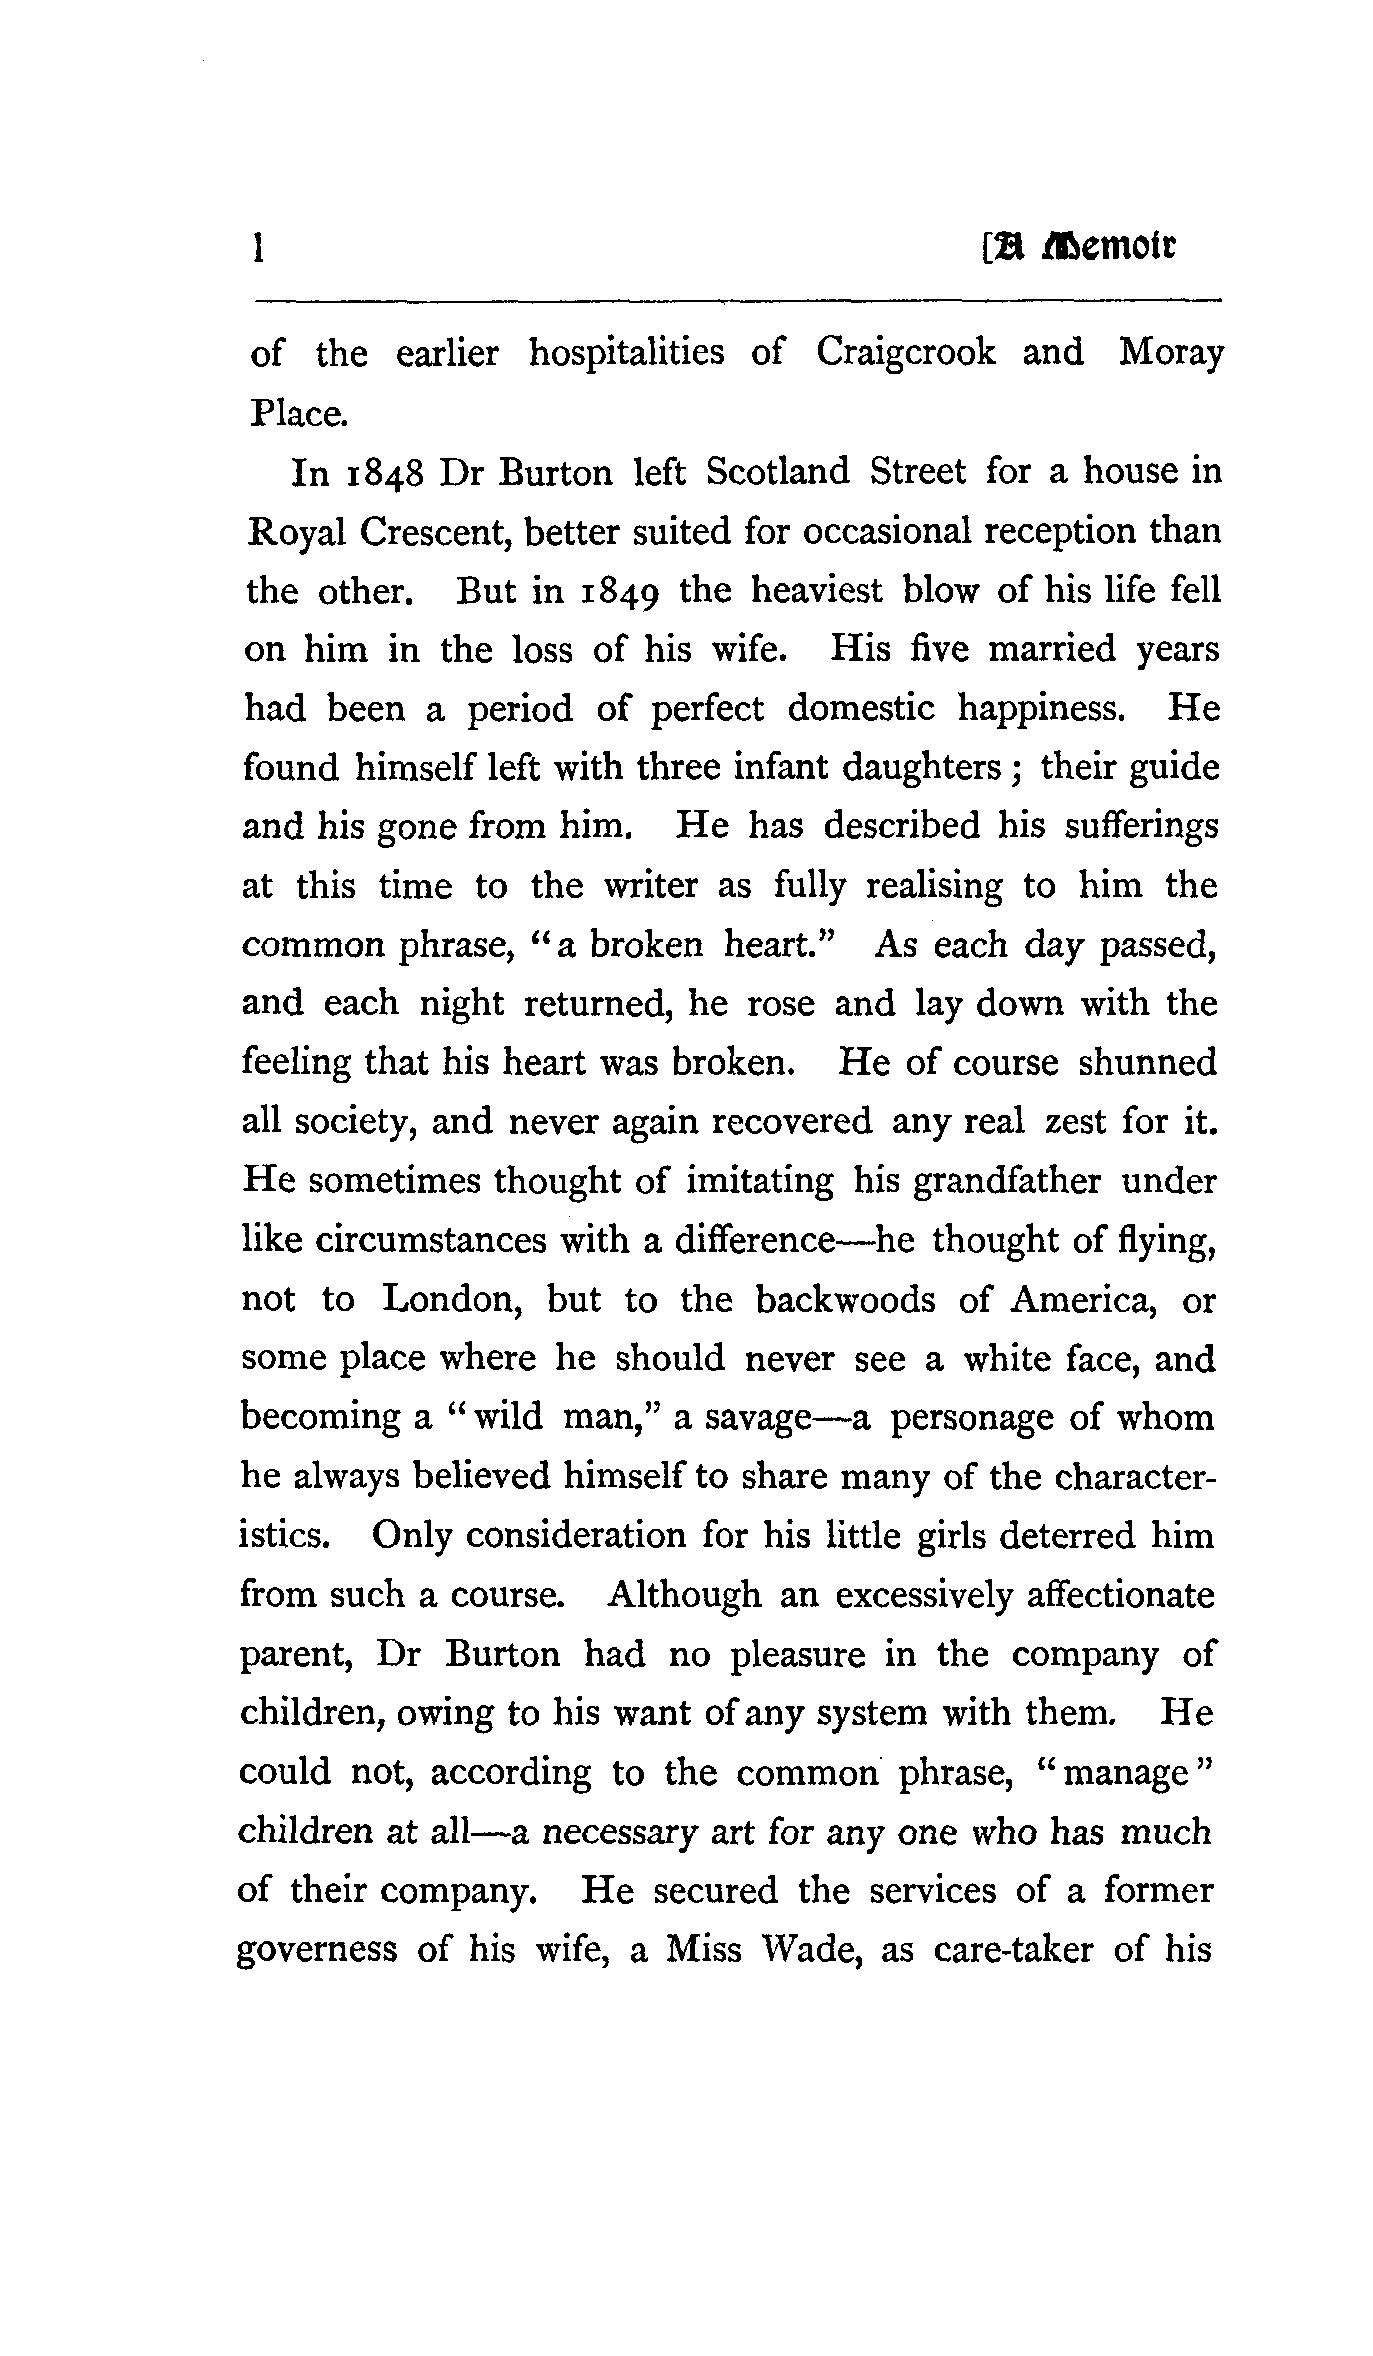 l [A Memoir
of the earlier hospitalities of Craigcrook and Moray
Place.
In 1848 Dr Burton left Scotland Street for a house in
Royal Crescent, better suited for occasional reception than
the other. But in 1849 the heaviest blow of his life fell
on him in the loss of his wife. His five married years
had been a period of perfect domestic happiness. He
found himself left with three infant daughters; their guide
and his gone from him. He has described his sufferings
at this time to the writer as fully realising to him the
common phrase, “a broken heart.” As each day passed,
and each night returned, he rose and lay down with the
feeling that his heart was broken. He of course shunned
all society, and never again recovered any real zest for it.
He sometimes thought of imitating his grandfather under
like circumstances with a difference—he thought of flying,
not to London, but to the backwoods of America, or
some place where he should never see a white face, and
becoming a “wild man,” a savage—a personage of whom
he always believed himself to share many of the character-
istics. Only consideration for his little girls deterred him
from such a course. Although an excessively affectionate
parent, Dr Burton had no pleasure in the company of
children, owing to his want of any system with them. He
could not, according to the common phrase, “manage”
children at all—a necessary art for any one who has much
of their company. He secured the services of a former
governess of his wife, a Miss Wade, as care-taker of his